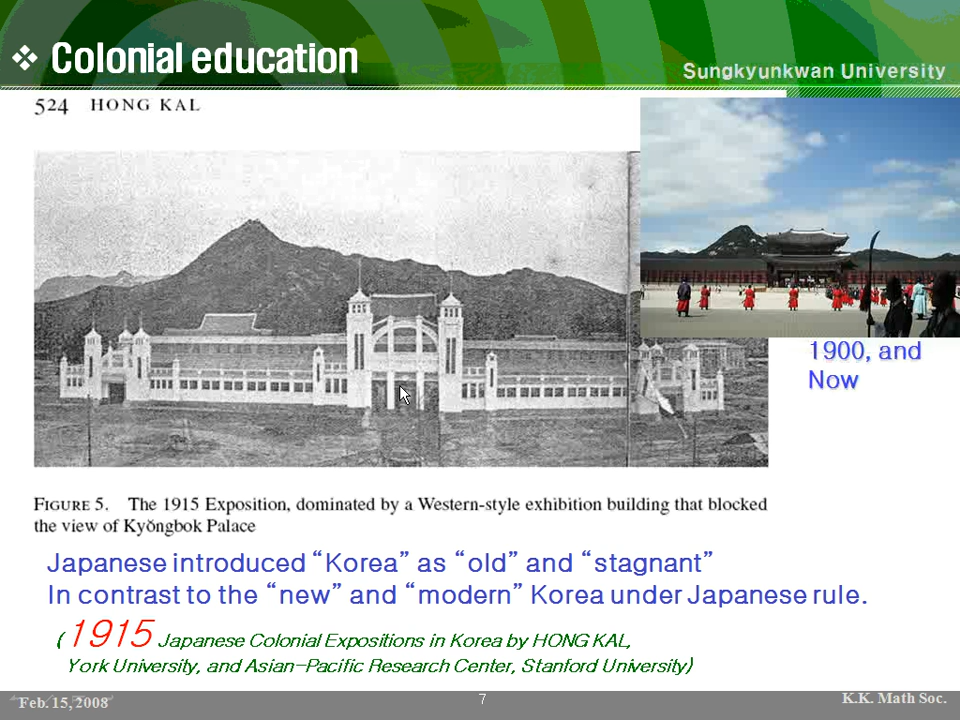 ❖ Colonial education
Sungkyunkwan University
524 HONG KAL
1900, and
Now
FIGURE 5. The 1915 Exposition, dominated by a Western-style exhibition building that blocked
the view of Kyŏngbok Palace
Japanese introduced “Korea” as “old” and “stagnant”
In contrast to the “new” and “modern” Korea under Japanese rule.
( 1915 Japanese Colonial Expositions in Korea by HONG KAL,
York University, and Asian-Pacific Research Center, Stanford University)
Feb. 15, 2008
7
K.K. Math Soc.